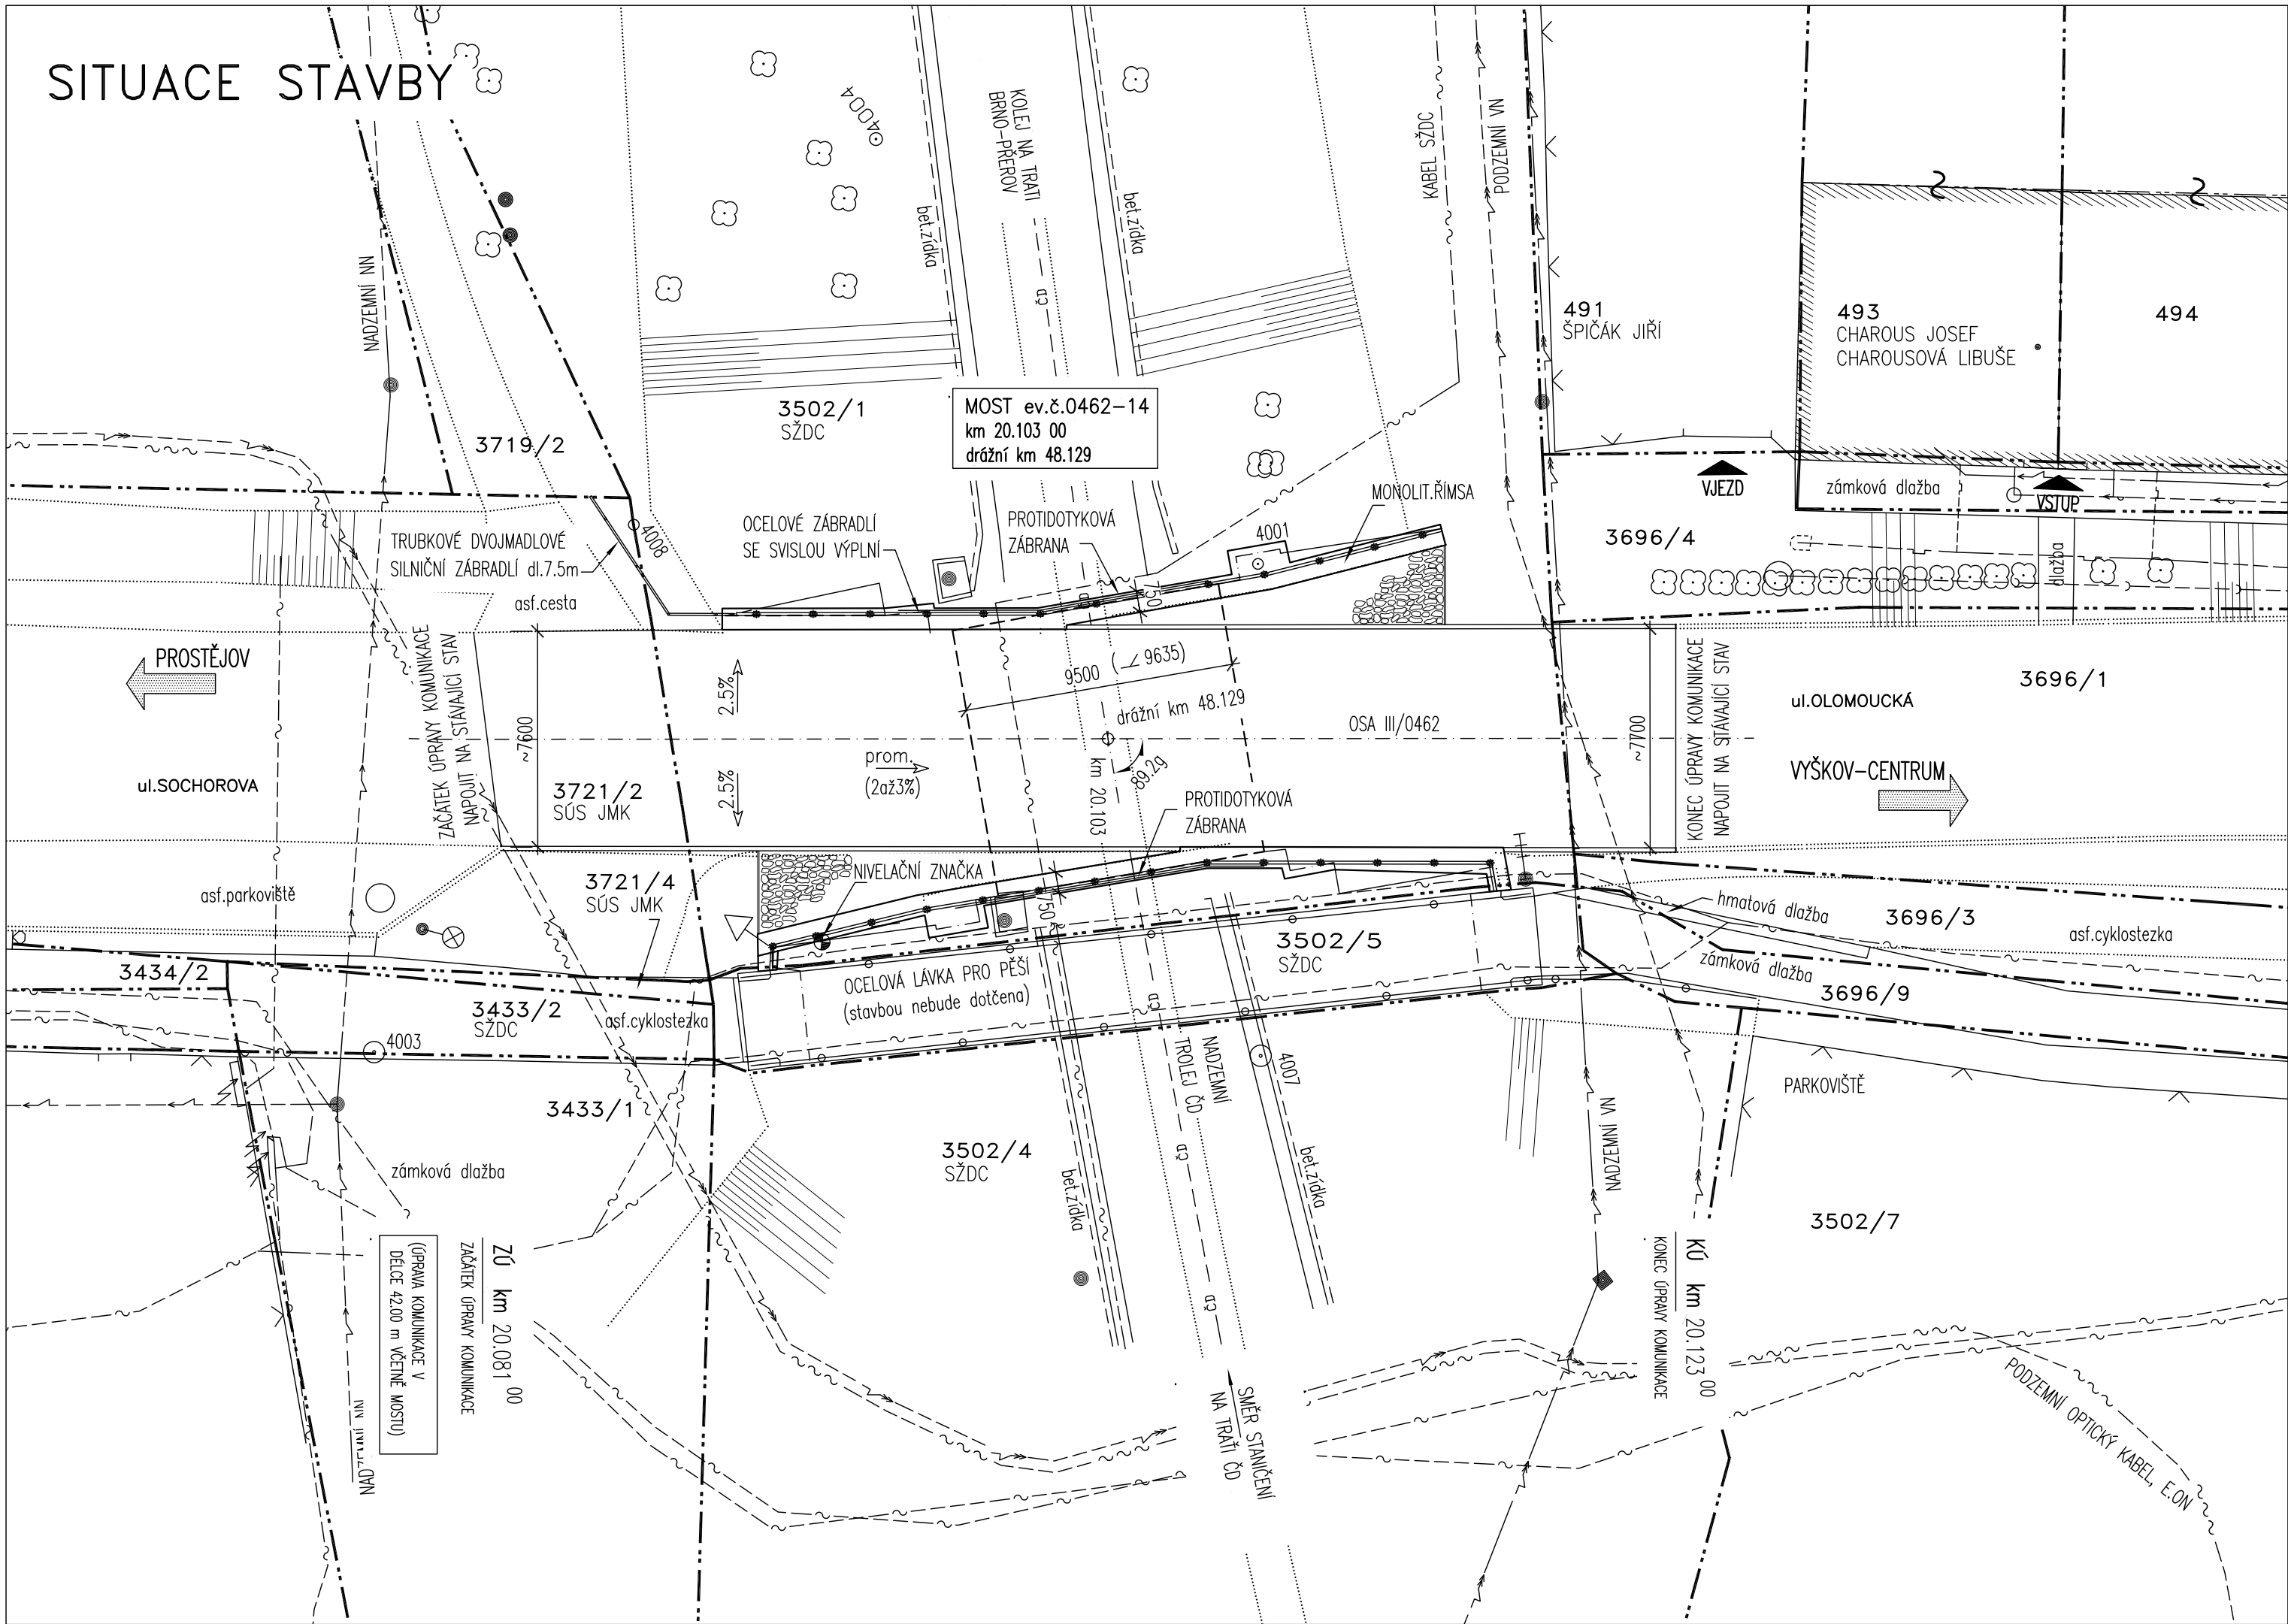 SITUACE STAVBY
4004
KOLEJ NA TRATI
BRNO-PŘEROV
bet.zídka
bet.zídka
ČD
KABEL SŽDC
PODZEMNÍ VN
NADZEMNÍ NN
491
ŠPIČÁK JIŘÍ
493
CHAROUS JOSEF
CHAROUSOVÁ LIBUŠE
494
3719/2
3502/1
SŽDC
MOST ev.č.0462-14
km 20.103 00
drážní km 48.129
VJEZD
zámková dlažba
VSTUP
dlažba
3696/4
TRUBKOVÉ DVOJMADLOVÉ
SILNIČNÍ ZÁBRADLÍ dl.7.5m
4008
OCELOVÉ ZÁBRADLÍ
SE SVISLOU VÝPLNÍ
PROTIDOTYKOVÁ
ZÁBRANA
4001
MONOLIT.ŘÍMSA
750
ČD
asf.cesta
PROSTĚJOV
ul.SOCHOROVA
ZAČÁTEK ÚPRAVY KOMUNIKACE
NAPOJIT NA STÁVAJÍCÍ STAV
~7600
3721/2
SÚS JMK
2.5%
2.5%
prom.
(2až3%)
9500 (∠ 9635)
drážní km 48.129
km 20.103
89.2g
OSA III/0462
~7700
KONEC ÚPRAVY KOMUNIKACE
NAPOJIT NA STÁVAJÍCÍ STAV
3696/1
ul.OLOMOUCKÁ
VYŠKOV-CENTRUM
PROTIDOTYKOVÁ
ZÁBRANA
asf.parkoviště
3721/4
SÚS JMK
NIVELAČNÍ ZNAČKA
750
hmatová dlažba
3696/3
asf.cyklostezka
zámková dlažba
3696/9
3434/2
3433/2
SŽDC
asf.cyklostezka
4003
OCELOVÁ LÁVKA PRO PĚŠÍ
(stavbou nebude dotčena)
3502/5
SŽDC
ČD
NADZEMNÍ
TROLEJ ČD
4007
PARKOVIŠTĚ
3433/1
zámková dlažba
3502/4
SŽDC
bet.zídka
ČD
bet.zídka
NADZEMNÍ VN
3502/7
(ÚPRAVA KOMUNIKACE V
DÉLCE 42.00 m VČETNĚ MOSTU)
ZÚ km 20.081 00
ZAČÁTEK ÚPRAVY KOMUNIKACE
NADZEMNÍ NN
ČD
SMĚR STANIČENÍ
NA TRATI ČD
KÚ km 20.123 00
KONEC ÚPRAVY KOMUNIKACE
PODZEMNÍ OPTICKÝ KABEL, E.ON